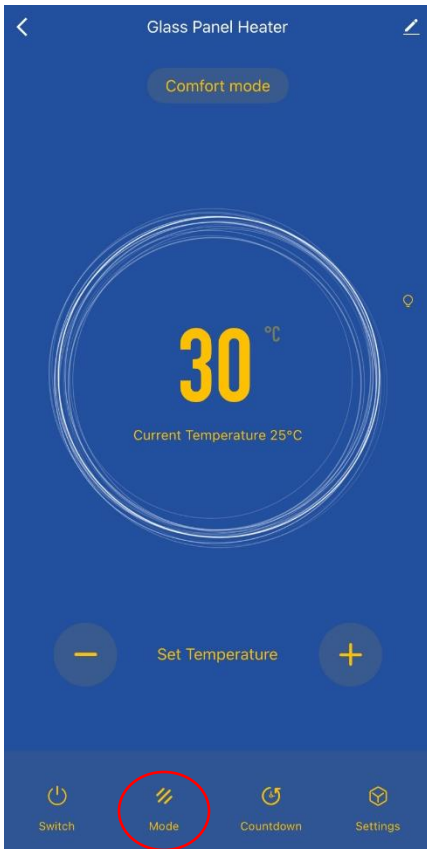 Glass Panel Heater
Comfort mode
30 °C
Current Temperature 25°C
Set Temperature
Switch Mode Countdown Settings